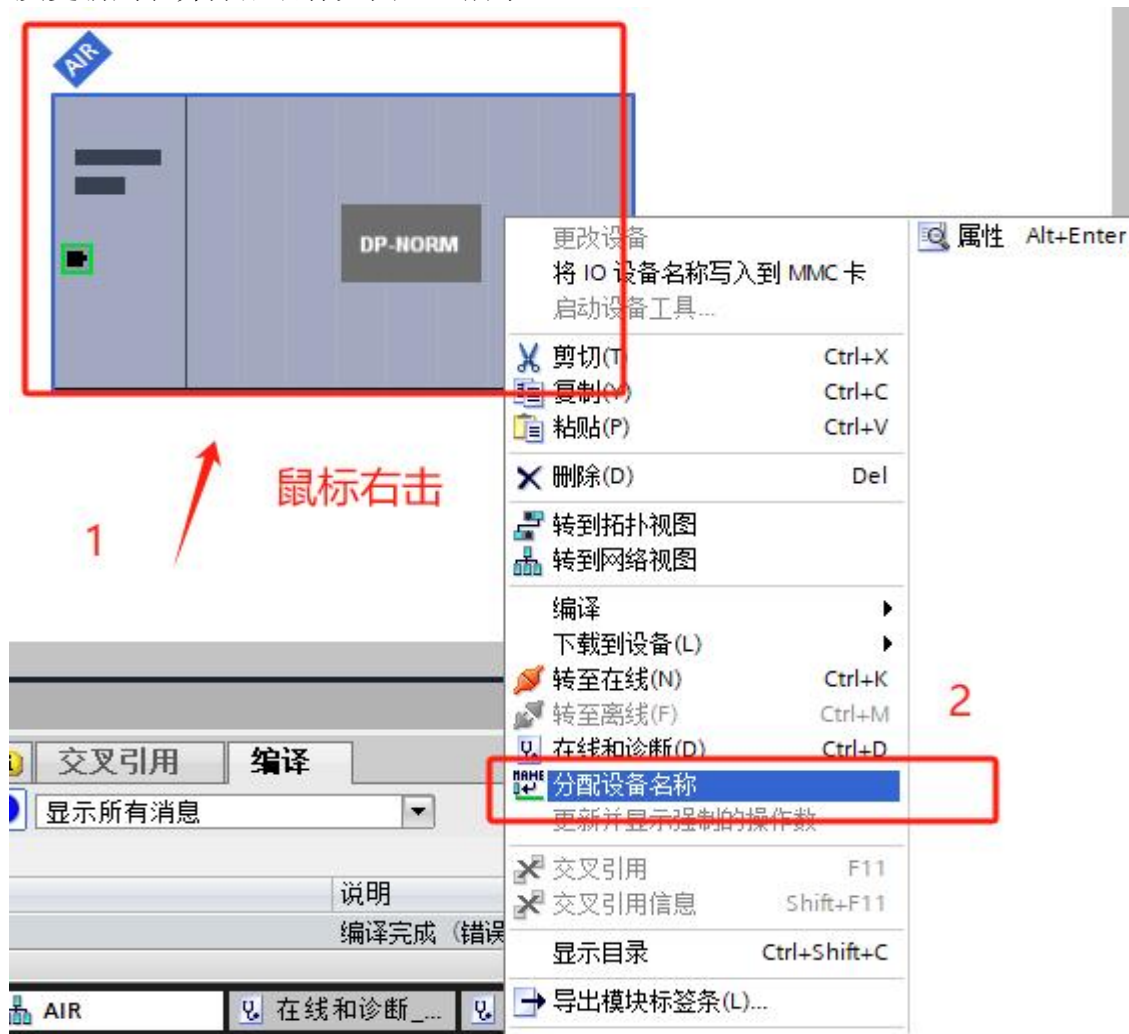 AIR
DP-NORM
更改设备
属性 Alt+Enter
将 IO 设备名称写入到 MMC 卡
启动设备工具...
剪切(T) Ctrl+X
复制(Y) Ctrl+C
粘贴(P) Ctrl+V
删除(D) Del
鼠标右击
1
转到拓扑视图
转到网络视图
编译
下载到设备(L)
转至在线(N) Ctrl+K
2
转至离线(F) Ctrl+M
在线和诊断(D) Ctrl+D
NAME 分配设备名称
更新并显示强制的操作数
交叉引用 编译
显示所有消息
交叉引用 F11
交叉引用信息 Shift+F11
说明
编译完成（错误
显示目录 Ctrl+Shift+C
导出模块标签条(L)...
AIR 在线和诊断_...